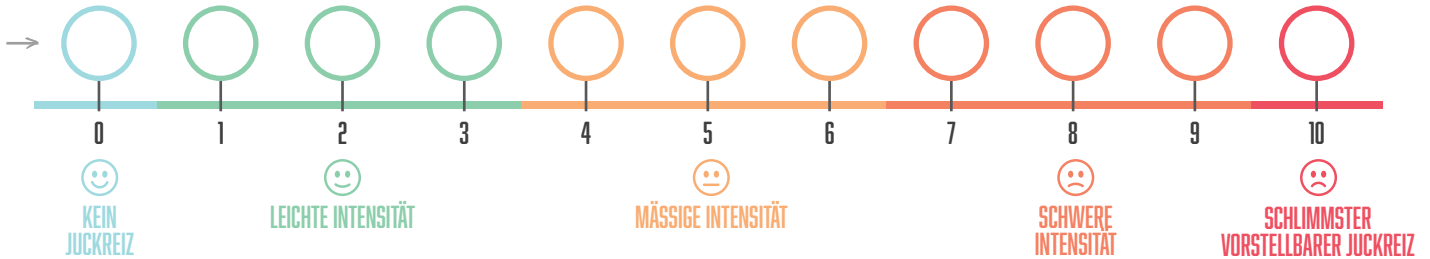 0 1 2 3 4 5 6 7 8 9 10
KEIN
JUCKREIZ
LEICHTE INTENSITÄT
MÄSSIGE INTENSITÄT
SCHWERE
INTENSITÄT
SCHLIMMSTER
VORSTELLBARER JUCKREIZ